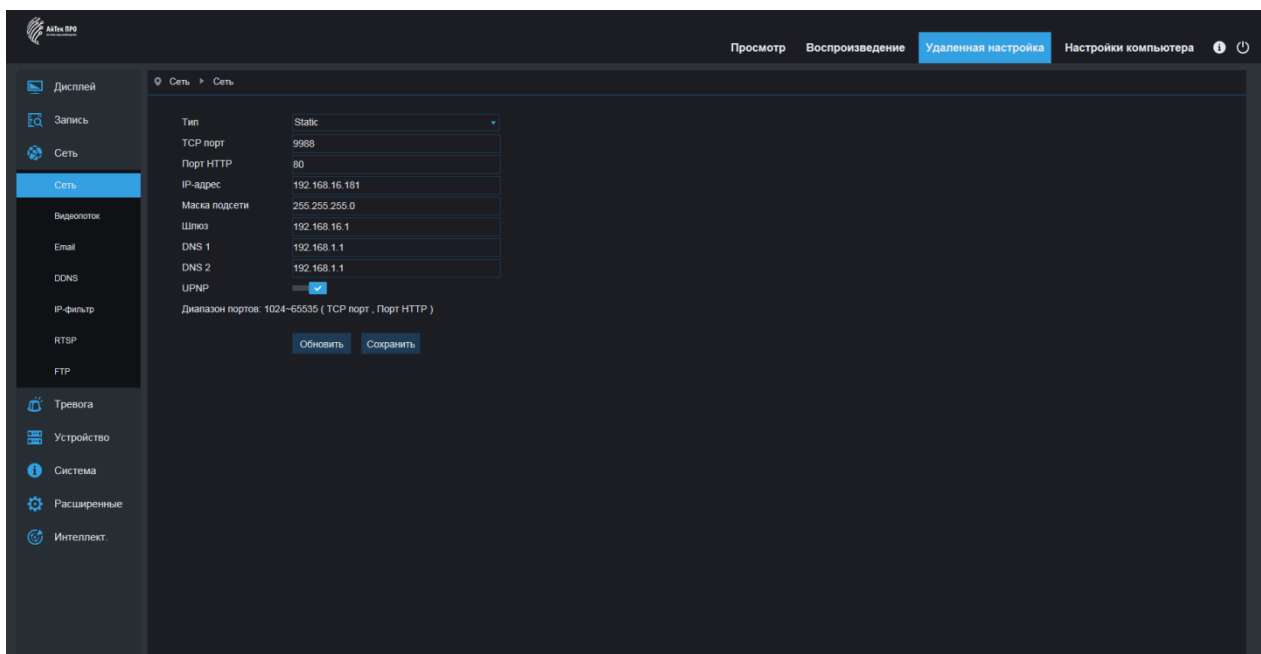 АйТек ПРО
Просмотр Воспроизведение Удаленная настройка Настройки компьютера
Дисплей
Запись
Сеть
Сеть
Видеопоток
Email
DDNS
IP-фильтр
RTSP
FTP
Тревога
Устройство
Система
Расширенные
Интеллект.
Сеть Сеть
Тип Static
TCP порт 9988
Порт HTTP 80
IP-адрес 192.168.16.181
Маска подсети 255.255.255.0
Шлюз 192.168.16.1
DNS 1 192.168.1.1
DNS 2 192.168.1.1
UPNP
Диапазон портов: 1024~65535 ( TCP порт , Порт HTTP )
Обновить Сохранить